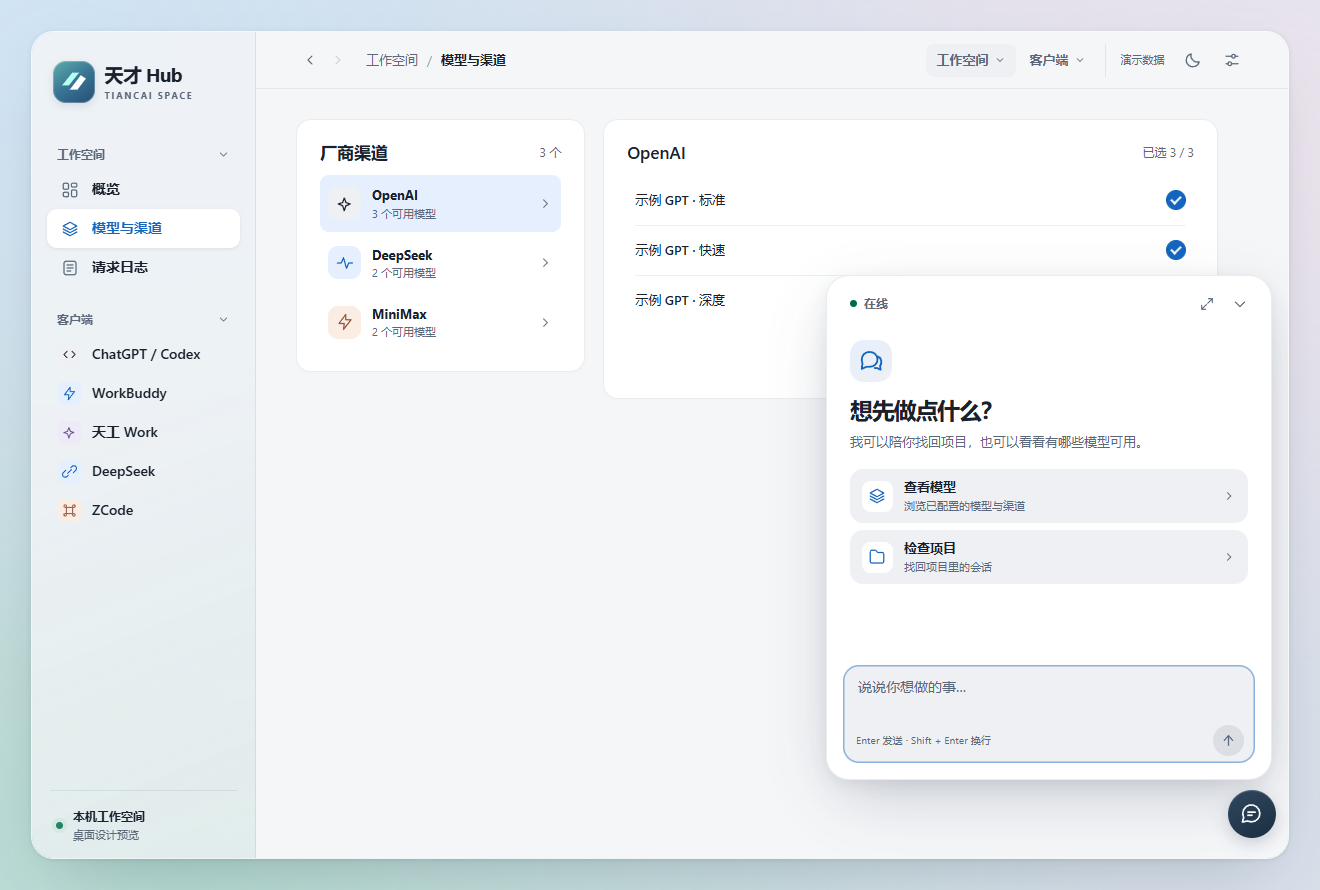 天才 Hub
TIANCAI SPACE
工作空间
概览
模型与渠道
请求日志
客户端
ChatGPT / Codex
WorkBuddy
天工 Work
DeepSeek
ZCode
本机工作空间
桌面设计预览
工作空间 / 模型与渠道
工作空间
客户端
演示数据
厂商渠道
3 个
OpenAI
3 个可用模型
DeepSeek
2 个可用模型
MiniMax
2 个可用模型
OpenAI
已选 3 / 3
示例 GPT · 标准
示例 GPT · 快速
示例 GPT · 深度
在线
想先做点什么？
我可以陪你找回项目，也可以看看有哪些模型可用。
查看模型
浏览已配置的模型与渠道
检查项目
找回项目里的会话
说说你想做的事...
Enter 发送 · Shift + Enter 换行